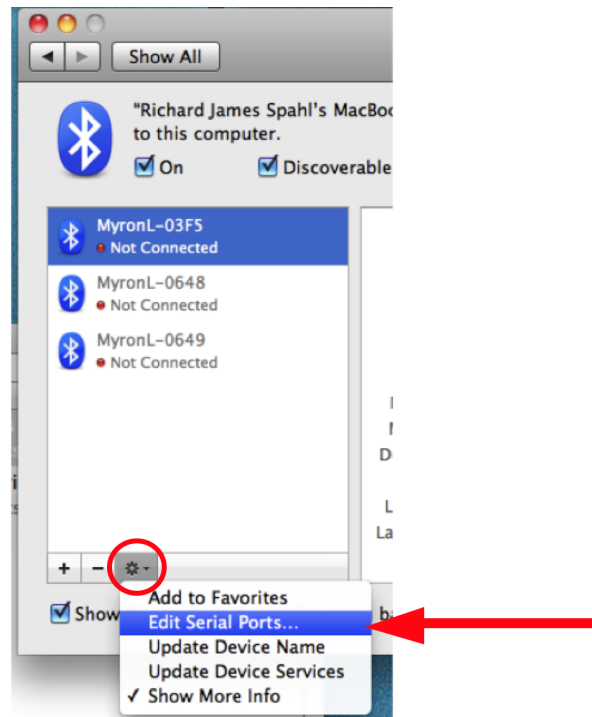 Show All
"Richard James Spahl's MacBoo
to this computer.
On
Discoverable
MyronL-03F5
Not Connected
MyronL-0648
Not Connected
MyronL-0649
Not Connected
D
L
La
+ -
Add to Favorites
Show
Edit Serial Ports...
Update Device Name
Update Device Services
✓ Show More Info